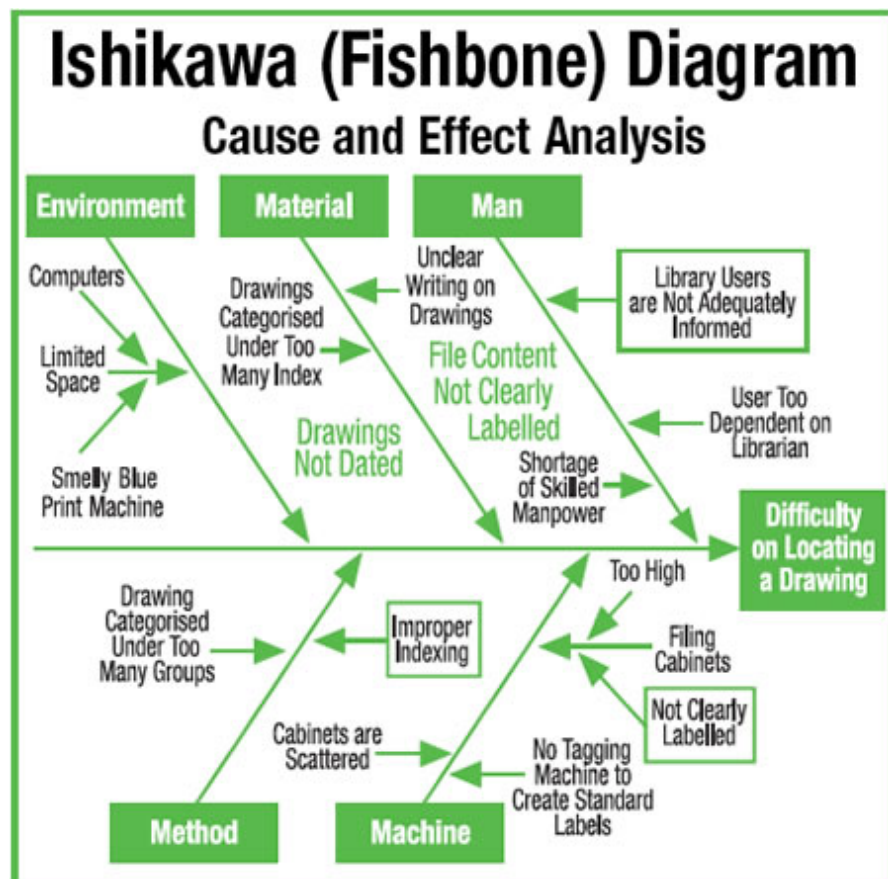 Ishikawa (Fishbone) Diagram
Cause and Effect Analysis
Environment
Material
Man
Computers
Limited
Space
Smelly Blue
Print Machine
Drawings
Categorised
Under Too
Many Index
Unclear
Writing on
Drawings
Drawings
Not Dated
File Content
Not Clearly
Labelled
Library Users
are Not Adequately
Informed
User Too
Dependent on
Librarian
Shortage
of Skilled
Manpower
Difficulty
on Locating
a Drawing
Drawing
Categorised
Under Too
Many Groups
Improper
Indexing
Too High
Filing
Cabinets
Not Clearly
Labelled
Cabinets are
Scattered
No Tagging
Machine to
Create Standard
Labels
Method
Machine